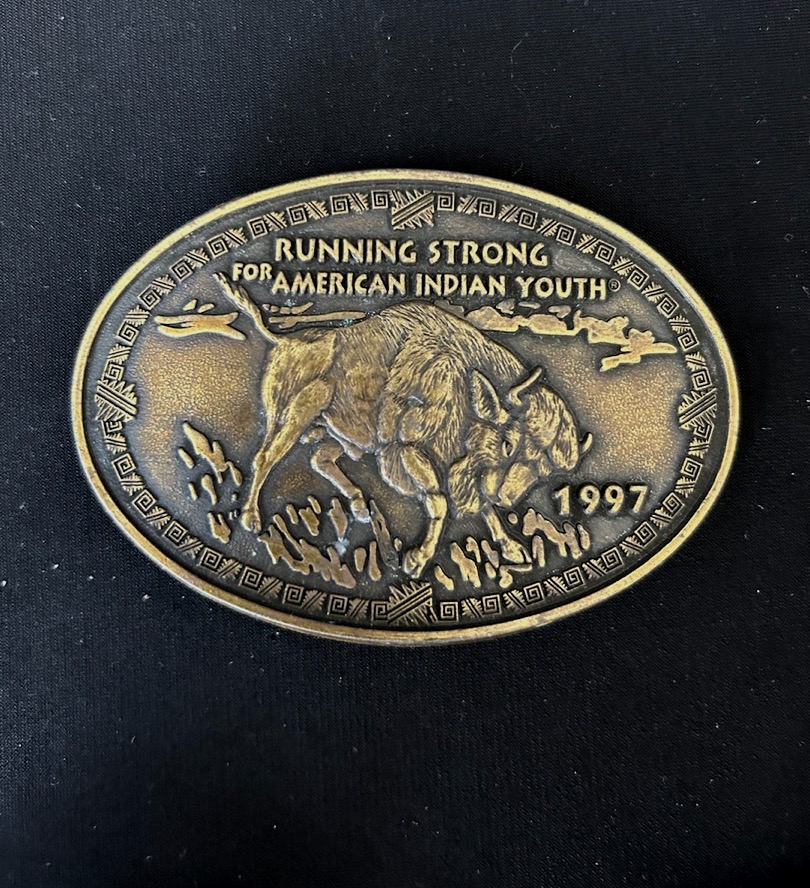 RUNNING STRONG
FOR AMERICAN INDIAN YOUTH®
1997